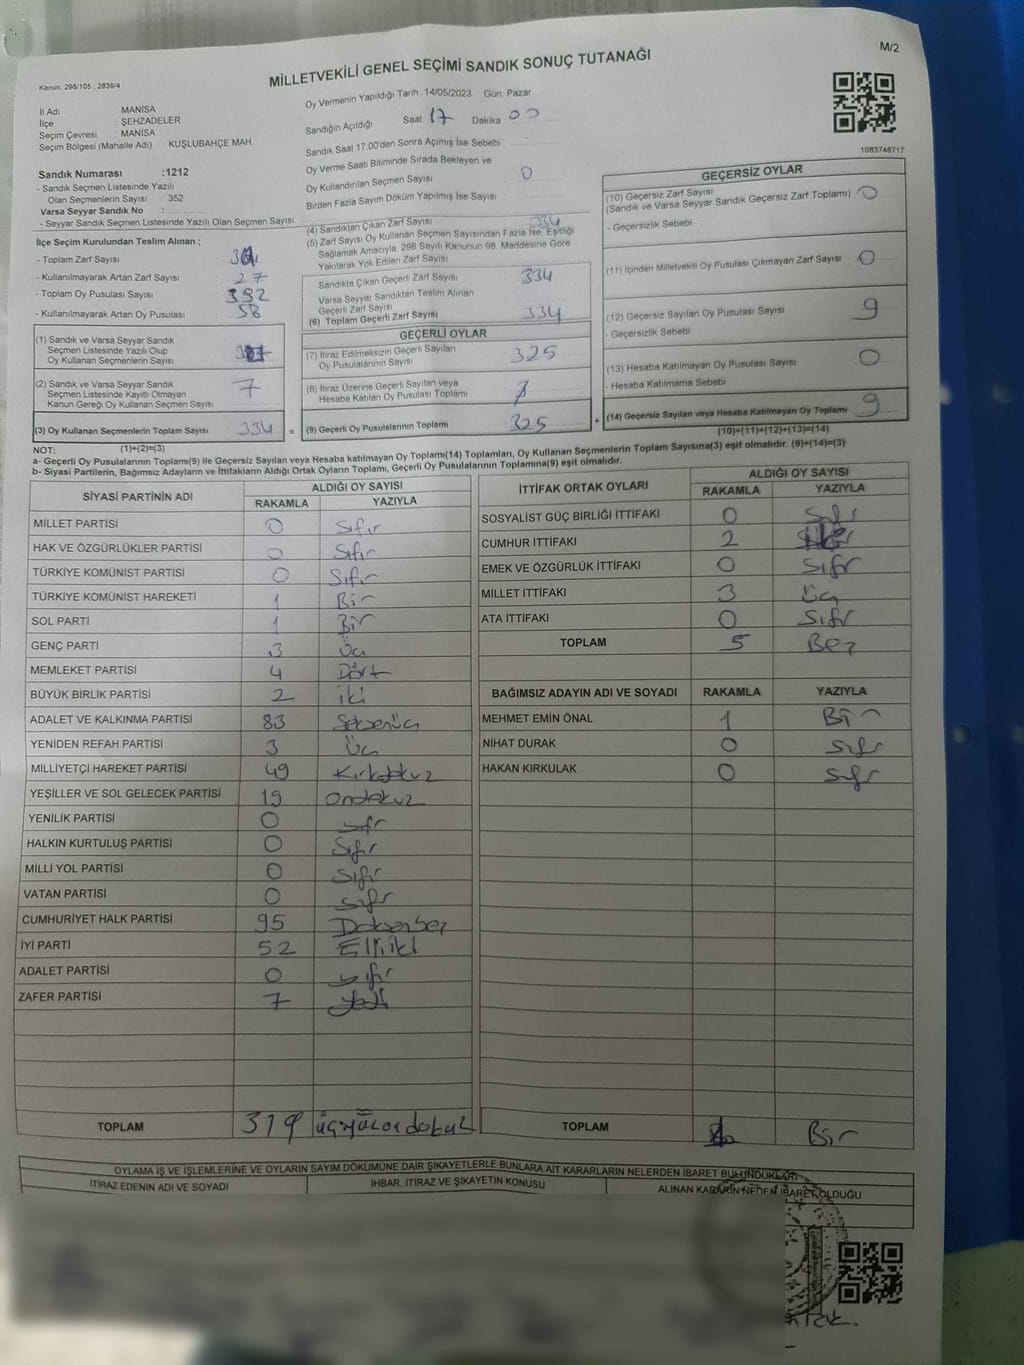 M/2
MİLLETVEKİLİ GENEL SEÇİMİ SANDIK SONUÇ TUTANAĞI
Kanun, 298/105 , 2839/4
İl Adı : MANİSA
İlçe : ŞEHZADELER
Seçim Çevresi : MANİSA
Seçim Bölgesi (Mahalle Adı) : KUŞLUBAHÇE MAH
Sandık Numarası :1212
- Sandık Seçmen Listesinde Yazılı
Olan Seçmenlerin Sayısı : 352
Varsa Seyyar Sandık No :
- Seyyar Sandık Seçmen Listesinde Yazılı Olan Seçmen Sayısı
Oy Vermenin Yapıldığı Tarih :14/05/2023 Gün: Pazar
Sandığın Açıldığı Saat 17 Dakika : 00
Sandık Saat 17.00'den Sonra Açımış İse Sebebi
Oy Verme Saati Bitiminde Sırada Bekleyen ve
Oy Kullandırılan Seçmen Sayısı 0
Birden Fazla Sayım Döküm Yapılmış İse Sayısı
1083748717
İlçe Seçim Kurulundan Teslim Alınan ;
- Toplam Zarf Sayısı
- Kullanılmayarak Artan Zarf Sayısı 27
- Toplam Oy Pusulası Sayısı 392
- Kullanılmayarak Artan Oy Pusulası 58
(1) Sandık ve Varsa Seyyar Sandık
Seçmen Listesinde Yazılı Olup
Oy Kullanan Seçmenlerin Sayısı
(2) Sandık ve Varsa Seyyar Sandık
Seçmen Listesinde Kayıtlı Olmayan
Kanun Gereği Oy Kullanan Seçmen Sayısı 7
(3) Oy Kullanan Seçmenlerin Toplam Sayısı 334 =
(4) Sandıktan Çıkan Zarf Sayısı 334
(5) Zarf Sayısı Oy Kullanan Seçmen Sayısından Fazla İse, Eşitliği
Sağlamak Amacıyla, 298 Sayılı Kanunun 98. Maddesine Göre
Yakılarak Yok Edilen Zarf Sayısı
Sandıkta Çıkan Geçerli Zarf Sayısı 334
Varsa Seyyar Sandıktan Teslim Alınan
Geçerli Zarf Sayısı
(6) Toplam Geçerli Zarf Sayısı 334
GEÇERLİ OYLAR
(7) İtiraz Edilmeksizin Geçerli Sayılan
Oy Pusulalarının Sayısı 325
(8) İtiraz Üzerine Geçerli Sayılan veya
Hesaba Katılan Oy Pusulası Toplamı
(9) Geçerli Oy Pusulalarının Toplamı 325 +
GEÇERSİZ OYLAR
(10) Geçersiz Zarf Sayısı
(Sandık ve Varsa Seyyar Sandık Geçersiz Zarf Toplamı) 0
- Geçersizlik Sebebi
(11) İçinden Milletvekili Oy Pusulası Çıkmayan Zarf Sayısı 0
(12) Geçersiz Sayılan Oy Pusulası Sayısı 9
- Geçersizlik Sebebi
(13) Hesaba Katılmayan Oy Pusulası Sayısı 0
- Hesaba Katılmama Sebebi
(14) Geçersiz Sayılan veya Hesaba Katılmayan Oy Toplamı 9
NOT: (1)+(2)=(3) (10)+(11)+(12)+(13)=(14)
a- Geçerli Oy Pusulalarının Toplamı(9) ile Geçersiz Sayılan veya Hesaba katılmayan Oy Toplamı(14) Toplamları, Oy Kullanan Seçmenlerin Toplam Sayısına(3) eşit olmalıdır. (9)+(14)=(3)
b- Siyasi Partilerin, Bağımsız Adayların ve İttifakların Aldığı Ortak Oyların Toplamı, Geçerli Oy Pusulalarının Toplamına(9) eşit olmalıdır.
SİYASİ PARTİNİN ADI ALDIĞI OY SAYISI
RAKAMLA YAZIYLA
MİLLET PARTİSİ 0 Sıfır
HAK VE ÖZGÜRLÜKLER PARTİSİ 0 Sıfır
TÜRKİYE KOMÜNİST PARTİSİ 0 Sıfır
TÜRKİYE KOMÜNİST HAREKETİ 1 Bir
SOL PARTİ 1 Bir
GENÇ PARTİ 3 Üç
MEMLEKET PARTİSİ 4 Dört
BÜYÜK BİRLİK PARTİSİ 2 iki
ADALET VE KALKINMA PARTİSİ 83 Seksenüç
YENİDEN REFAH PARTİSİ 3 Üç
MİLLİYETÇİ HAREKET PARTİSİ 49 Kırkdokuz
YEŞİLLER VE SOL GELECEK PARTİSİ 19 Ondokuz
YENİLİK PARTİSİ 0 sıfır
HALKIN KURTULUŞ PARTİSİ 0 Sıfır
MİLLİ YOL PARTİSİ 0 Sıfır
VATAN PARTİSİ 0 sıfır
CUMHURİYET HALK PARTİSİ 95 Doksanbeş
İYİ PARTİ 52 Elliiki
ADALET PARTİSİ 0 sıfır
ZAFER PARTİSİ 7 Yedi
TOPLAM 319 üçyüzondokuz
İTTİFAK ORTAK OYLARI ALDIĞI OY SAYISI
RAKAMLA YAZIYLA
SOSYALİST GÜÇ BİRLİĞİ İTTİFAKI 0 Sıfır
CUMHUR İTTİFAKI 2
EMEK VE ÖZGÜRLÜK İTTİFAKI 0 Sıfır
MİLLET İTTİFAKI 3 Üç
ATA İTTİFAKI 0 Sıfır
TOPLAM 5 Beş
BAĞIMSIZ ADAYIN ADI VE SOYADI RAKAMLA YAZIYLA
MEHMET EMİN ÖNAL 1 Bir
NİHAT DURAK 0 Sıfır
HAKAN KIRKULAK 0 Sıfır
TOPLAM Bir
OYLAMA İŞ VE İŞLEMLERİNE VE OYLARIN SAYIM DÖKÜMÜNE DAİR ŞİKAYETLERLE BUNLARA AİT KARARLARIN NELERDEN İBARET BULUNDUKLARI
İTİRAZ EDENİN ADI VE SOYADI İHBAR, İTİRAZ VE ŞİKAYETİN KONUSU ALINAN KARARIN NEDEN İBARET OLDUĞU